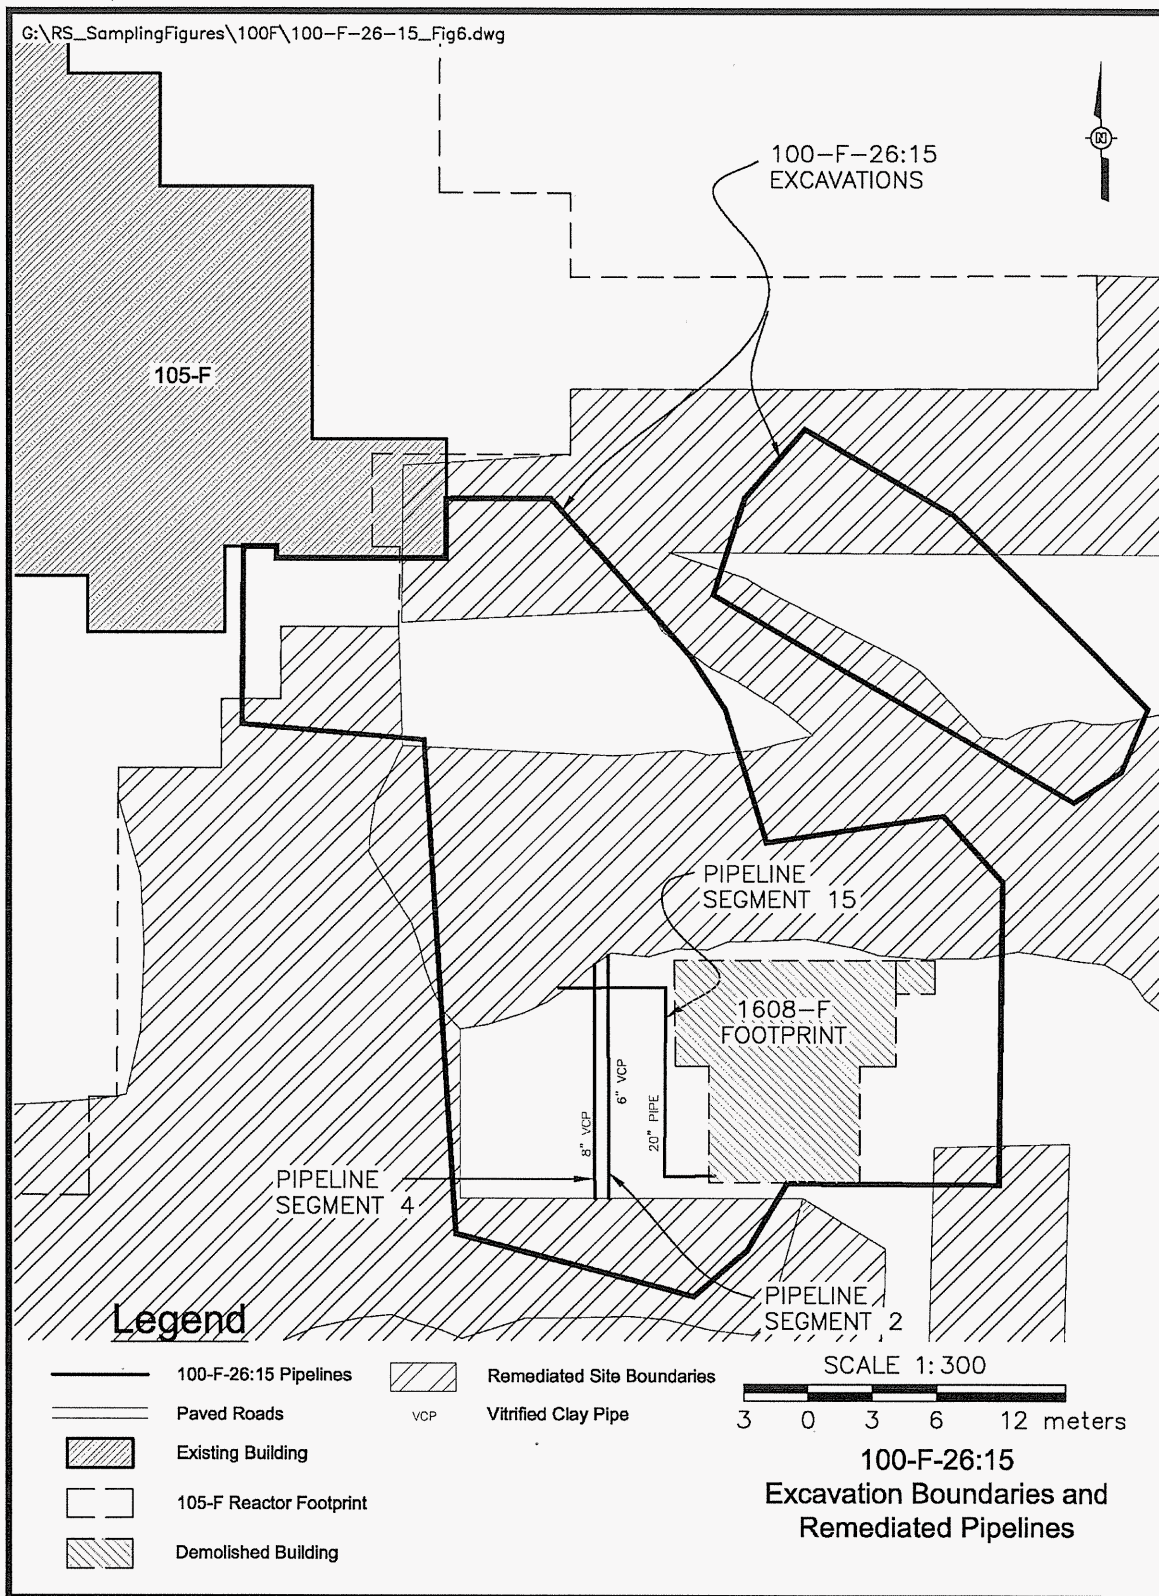 G:\RS_SamplingFigures\100F\100-F-26-15_Fig6.dwg
N
100-F-26:15
EXCAVATIONS
105-F
PIPELINE
SEGMENT 15
1608-F
FOOTPRINT
6" VCP
8" VCP
20" PIPE
PIPELINE
SEGMENT 4
PIPELINE
SEGMENT 2
Legend
100-F-26:15 Pipelines
Paved Roads
Existing Building
105-F Reactor Footprint
Demolished Building
Remediated Site Boundaries
VCP Vitrified Clay Pipe
SCALE 1:300
3 0 3 6 12 meters
100-F-26:15
Excavation Boundaries and
Remediated Pipelines